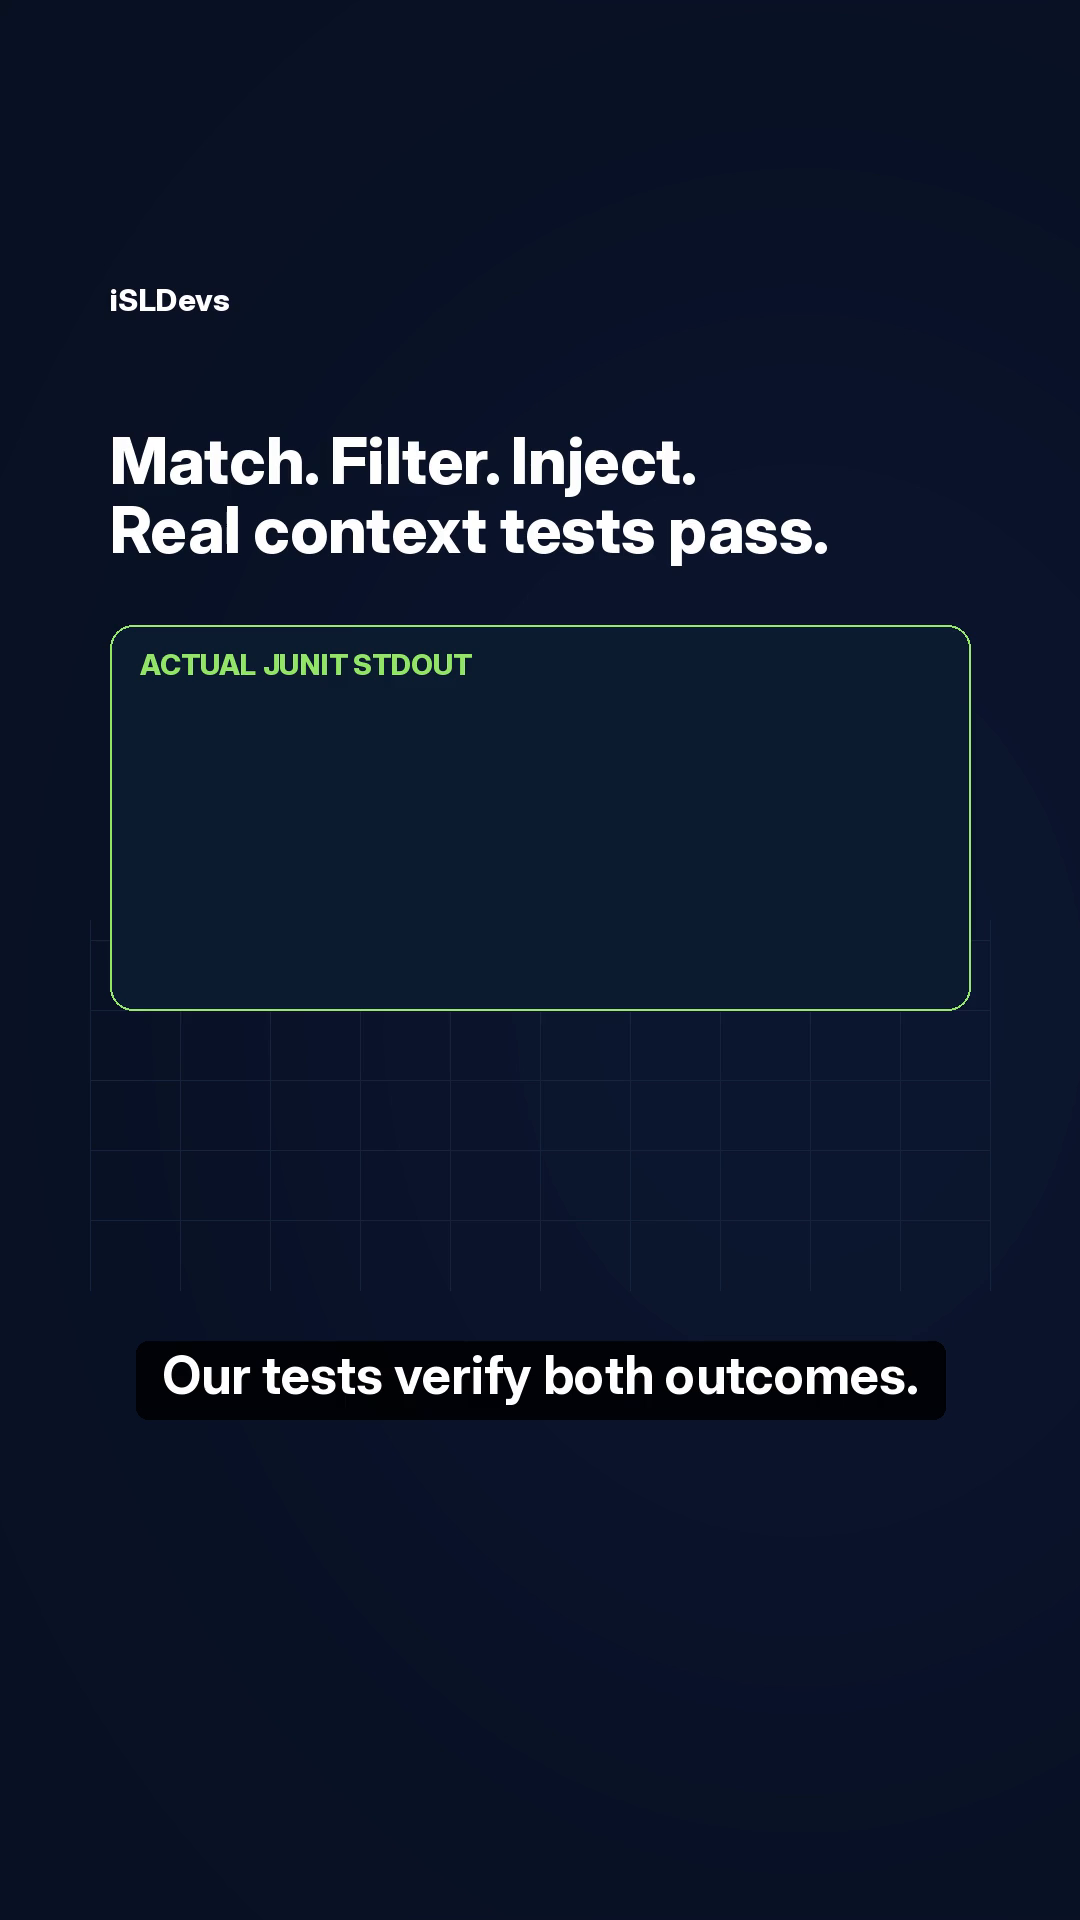 iSLDevs
Match. Filter. Inject.
Real context tests pass.
ACTUAL JUNIT STDOUT
Our tests verify both outcomes.